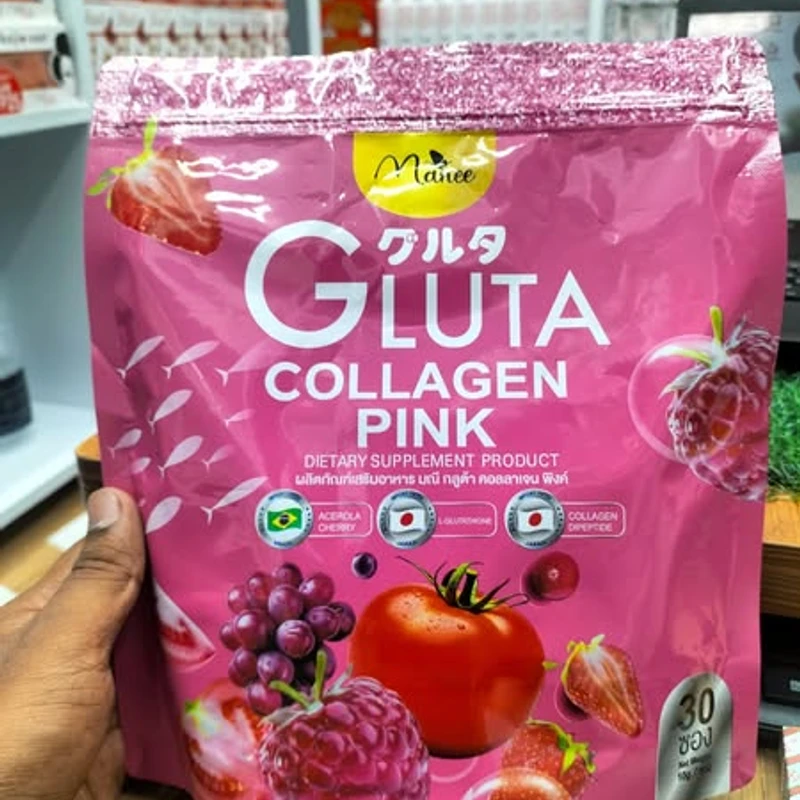 Manee
グルタ
GLUTA
COLLAGEN
PINK
DIETARY SUPPLEMENT PRODUCT
ผลิตภัณฑ์เสริมอาหาร มณี กลูต้า คอลลาเจน พิงค์
ACEROLA
CHERRY
L-GLUTATHIONE
COLLAGEN
DIPEPTIDE
30
ซอง